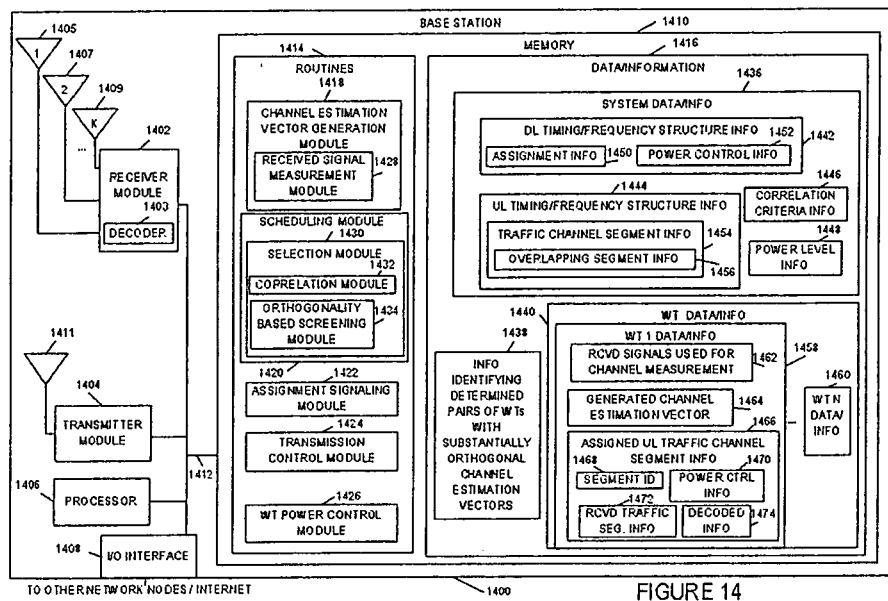 BASE STATION
1410
1405
1
1407
2
1409
K
...
1402
RECEIVER
MODULE
1403
DECODER
1411
1404
TRANSMITTER
MODULE
1406
PROCESSOR
1412
1408
I/O INTERFACE
TO OTHER NETWORK NODES / INTERNET
1400
MEMORY
1414
ROUTINES
1418
CHANNEL ESTIMATION
VECTOR GENERATION
MODULE
RECEIVED SIGNAL
MEASUREMENT
MODULE
1428
SCHEDULING MODULE
1430
SELECTION MODULE
1432
CORRELATION MODULE
ORTHOGONALITY
BASED SCREENING
MODULE
1434
1420
1422
ASSIGNMENT SIGNALING
MODULE
1424
TRANSMISSION
CONTROL MODULE
WT POWER CONTROL
MODULE
1426
1416
DATA/INFORMATION
1436
SYSTEM DATA/INFO
DL TIMING/FREQUENCY STRUCTURE INFO
1442
ASSIGNMENT INFO
1450
POWER CONTROL INFO
1452
1444
UL TIMING/FREQUENCY STRUCTURE INFO
TRAFFIC CHANNEL SEGMENT INFO
1454
OVERLAPPING SEGMENT INFO
1456
1446
CORRELATION
CRITERIA INFO
1448
POWER LEVEL
INFO
1438
INFO
IDENTIFYING
DETERMINED
PAIRS OF WTs
WITH
SUBSTANTIALLY
ORTHOGONAL
CHANNEL
ESTIMATION
VECTORS
1440
WT DATA/INFO
WT 1 DATA/INFO
1458
RCVD SIGNALS USED FOR
CHANNEL MEASUREMENT
1462
GENERATED CHANNEL
ESTIMATION VECTOR
1464
1466
ASSIGNED UL TRAFFIC CHANNEL
SEGMENT INFO
1468
SEGMENT ID
1470
POWER CTRL
INFO
1472
RCVD TRAFFIC
SEG. INFO
DECODED
INFO
1474
1460
WT N
DATA/
INFO
FIGURE 14